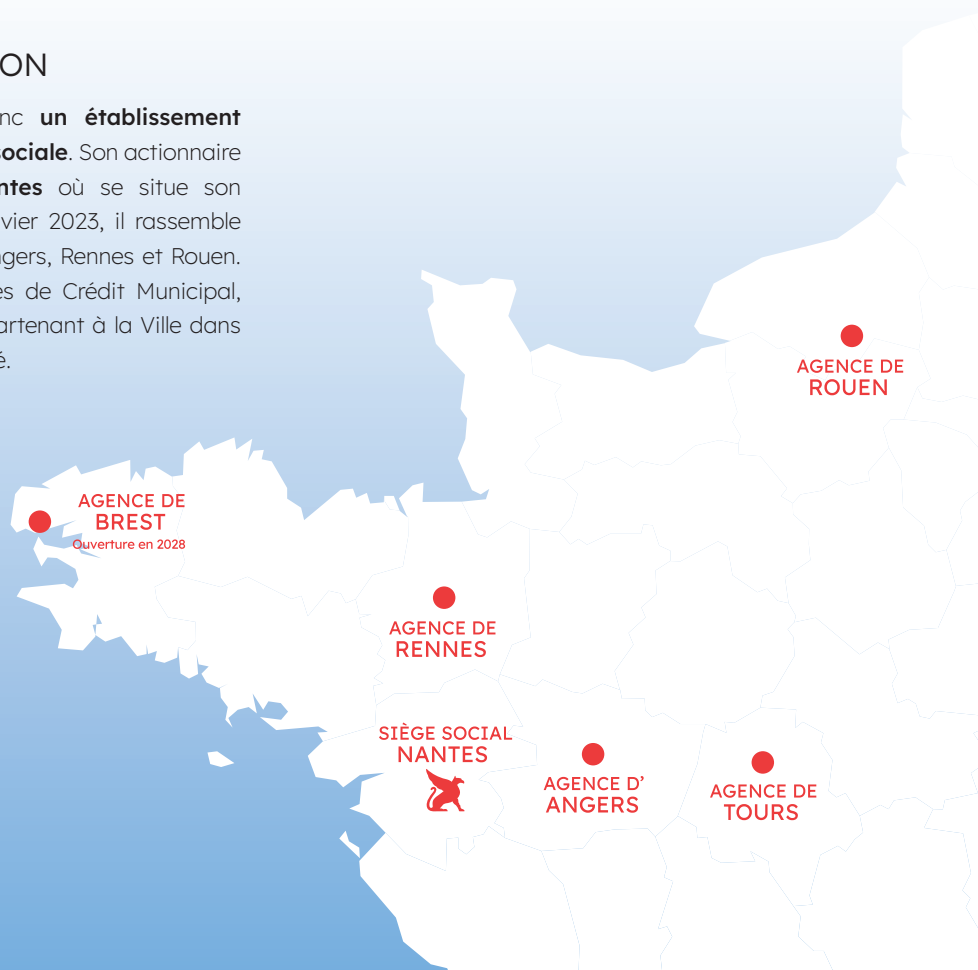 ON
nc un établissement
sociale. Son actionnaire
ntes où se situe son
vier 2023, il rassemble
ngers, Rennes et Rouen.
es de Crédit Municipal,
artenant à la Ville dans
é.
AGENCE DE
ROUEN
AGENCE DE
BREST
Ouverture en 2028
AGENCE DE
RENNES
SIÈGE SOCIAL
NANTES
AGENCE D’
ANGERS
AGENCE DE
TOURS